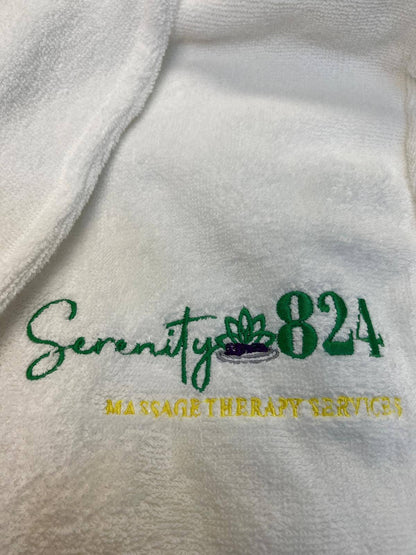 Serenity 824
MASSAGE THERAPY SERVICES